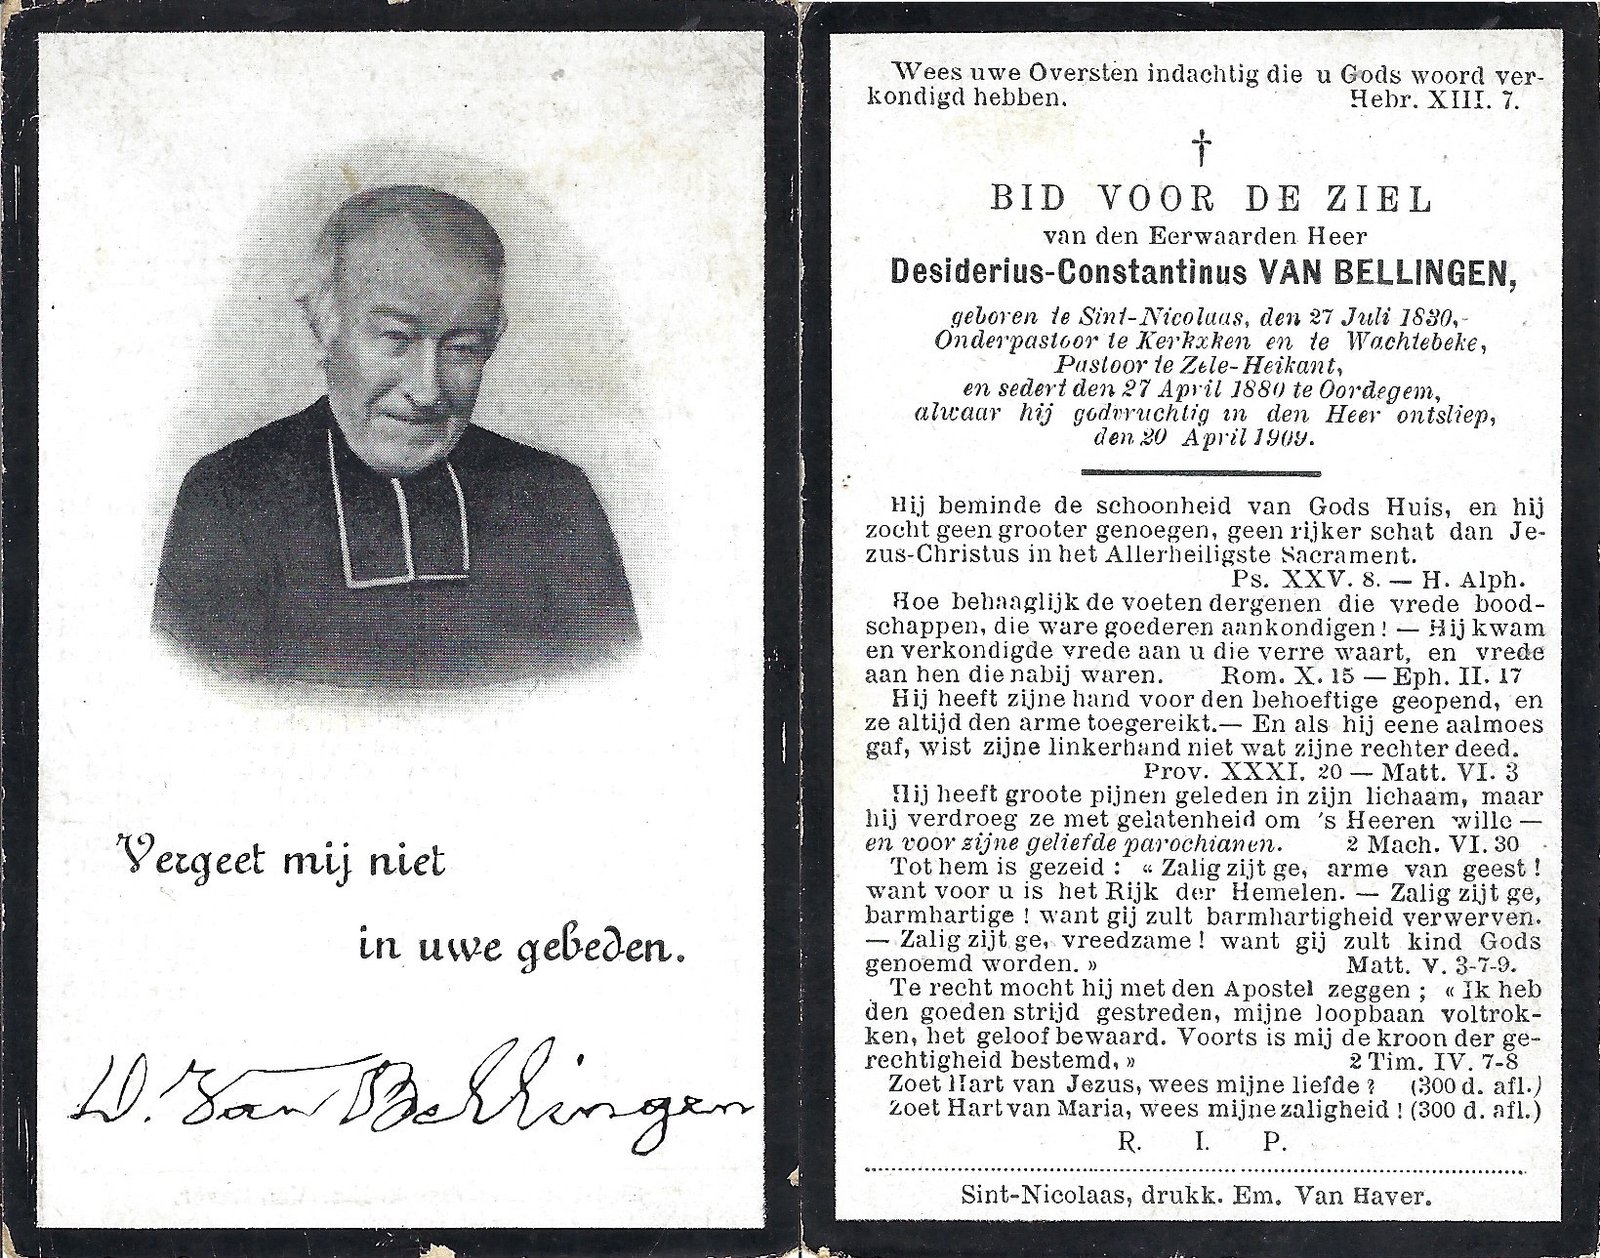 Vergeet mij niet
in uwe gebeden.
D. Van Bellingen
Wees uwe Oversten indachtig die u Gods woord ver-
kondigd hebben. Hebr. XIII. 7.
†
BID VOOR DE ZIEL
van den Eerwaarden Heer
Desiderius-Constantinus VAN BELLINGEN,
geboren te Sint-Nicolaas, den 27 Juli 1830,
Onderpastoor te Kerkxken en te Wachtebeke,
Pastoor te Zele-Heikant,
en sedert den 27 April 1880 te Oordegem,
alwaar hij godvruchtig in den Heer ontsliep,
den 20 April 1909.
Hij beminde de schoonheid van Gods Huis, en hij
zocht geen grooter genoegen, geen rijker schat dan Je-
zus-Christus in het Allerheiligste Sacrament.
Ps. XXV. 8. — H. Alph.
Hoe behaaglijk de voeten dergenen die vrede bood-
schappen, die ware goederen aankondigen ! — Hij kwam
en verkondigde vrede aan u die verre waart, en vrede
aan hen die nabij waren. Rom. X. 15 — Eph. II. 17
Hij heeft zijne hand voor den behoeftige geopend, en
ze altijd den arme toegereikt.— En als hij eene aalmoes
gaf, wist zijne linkerhand niet wat zijne rechter deed.
Prov. XXXI. 20 — Matt. VI. 3
Hij heeft groote pijnen geleden in zijn lichaam, maar
hij verdroeg ze met gelatenheid om 's Heeren wille —
en voor zijne geliefde parochianen. 2 Mach. VI. 30
Tot hem is gezeid : « Zalig zijt ge, arme van geest !
want voor u is het Rijk der Hemelen. — Zalig zijt ge,
barmhartige ! want gij zult barmhartigheid verwerven.
— Zalig zijt ge, vreedzame ! want gij zult kind Gods
genoemd worden. » Matt. V. 3-7-9.
Te recht mocht hij met den Apostel zeggen ; « Ik heb
den goeden strijd gestreden, mijne loopbaan voltrok-
ken, het geloof bewaard. Voorts is mij de kroon der ge-
rechtigheid bestemd, » 2 Tim. IV. 7-8
Zoet Hart van Jezus, wees mijne liefde ? (300 d. afl.)
Zoet Hart van Maria, wees mijne zaligheid ! (300 d. afl.)
R. I. P.
Sint-Nicolaas, drukk. Em. Van Haver.